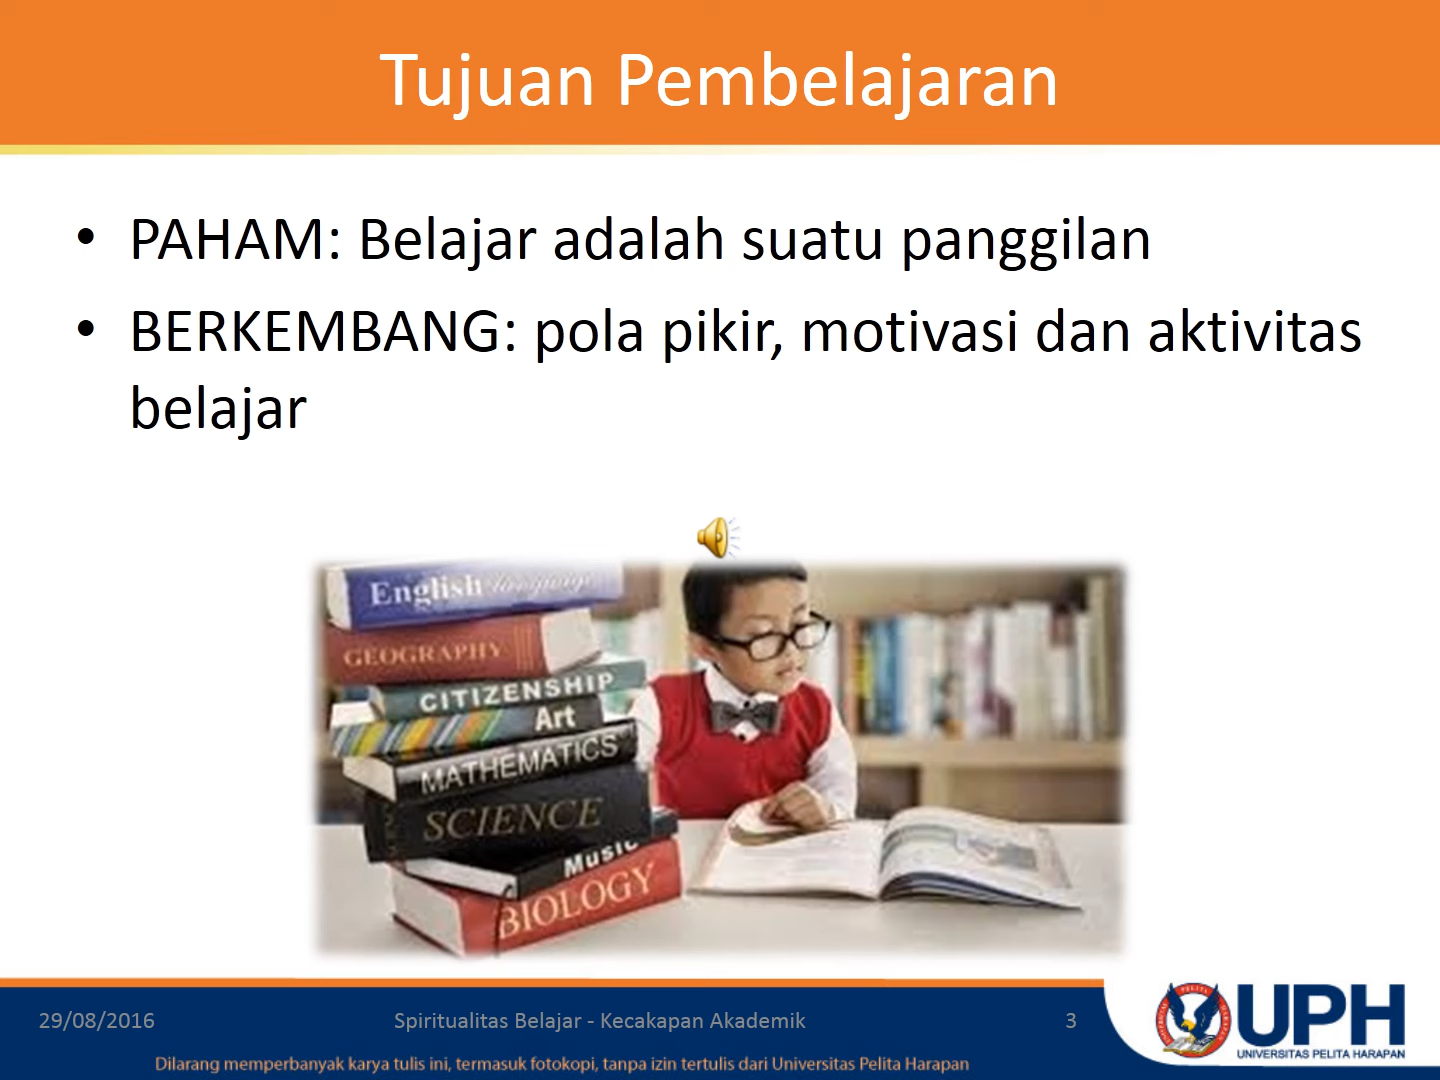 Tujuan Pembelajaran
• PAHAM: Belajar adalah suatu panggilan
• BERKEMBANG: pola pikir, motivasi dan aktivitas
belajar
English language
GEOGRAPHY
CITIZENSHIP
Art
MATHEMATICS
SCIENCE
Music
BIOLOGY
29/08/2016
Spiritualitas Belajar - Kecakapan Akademik
3
UPH
UNIVERSITAS PELITA HARAPAN
Dilarang memperbanyak karya tulis ini, termasuk fotokopi, tanpa izin tertulis dari Universitas Pelita Harapan